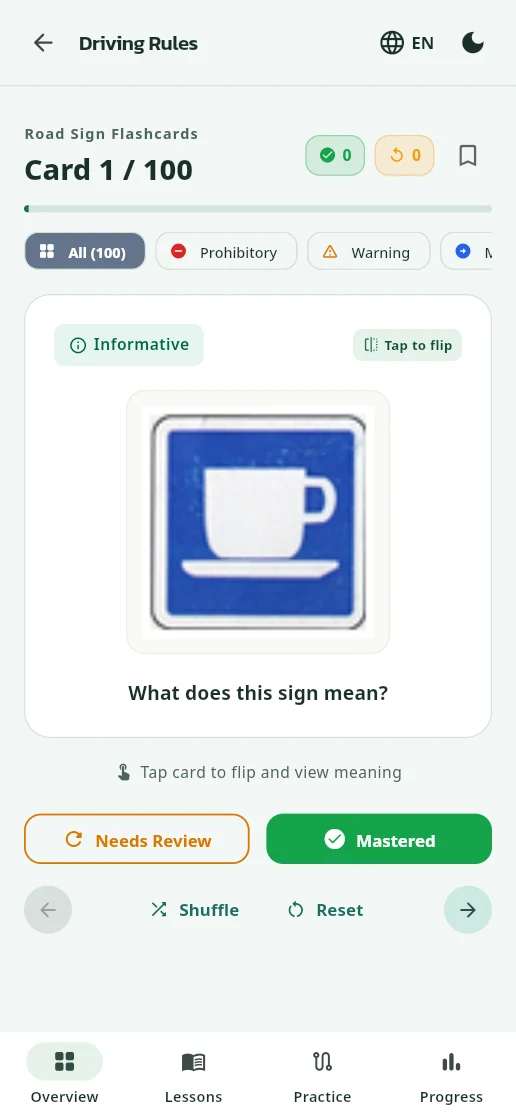 Driving Rules
EN
Road Sign Flashcards
Card 1 / 100
0
0
All (100)
Prohibitory
Warning
Informative
Tap to flip
What does this sign mean?
Tap card to flip and view meaning
Needs Review
Mastered
Shuffle
Reset
Overview
Lessons
Practice
Progress